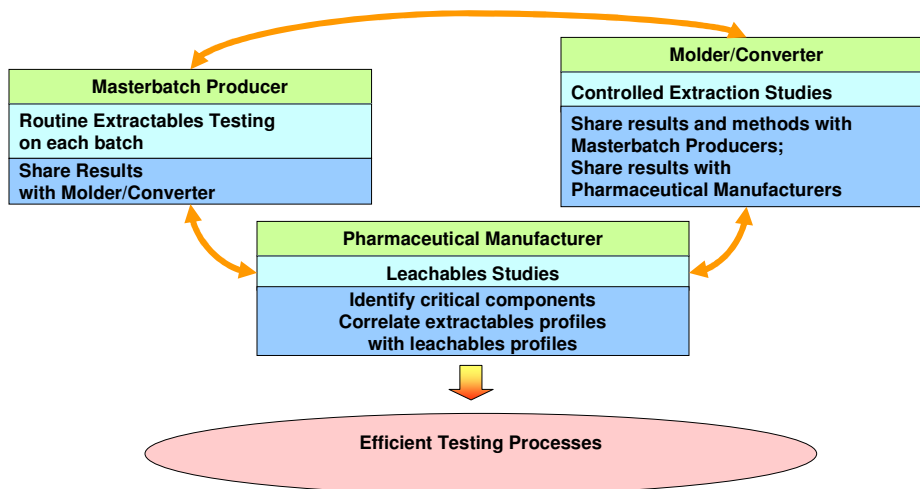 Masterbatch Producer
Routine Extractables Testing
on each batch
Share Results
with Molder/Converter
Molder/Converter
Controlled Extraction Studies
Share results and methods with
Masterbatch Producers;
Share results with
Pharmaceutical Manufacturers
Pharmaceutical Manufacturer
Leachables Studies
Identify critical components
Correlate extractables profiles
with leachables profiles
Efficient Testing Processes